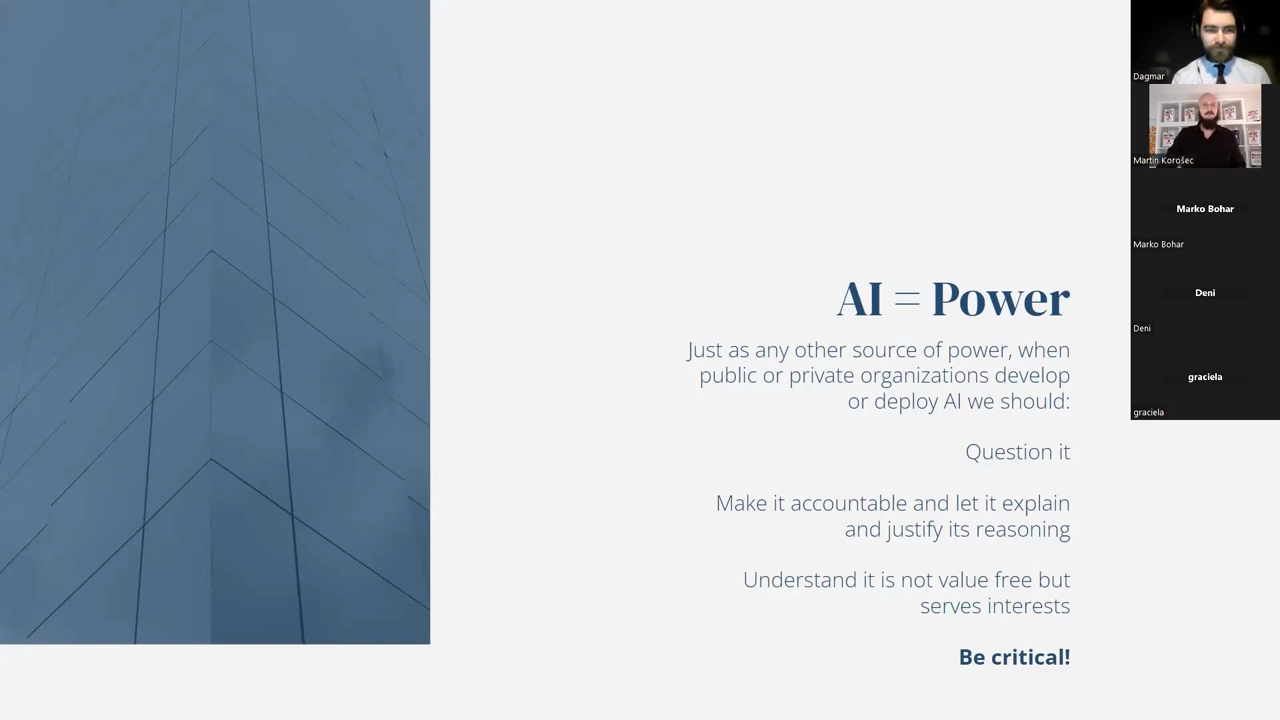 AI = Power
Just as any other source of power, when
public or private organizations develop
or deploy AI we should:
Question it
Make it accountable and let it explain
and justify its reasoning
Understand it is not value free but
serves interests
Be critical!
Dagmar
Martin Korošec
Marko Bohar
Marko Bohar
Deni
Deni
graciela
graciela